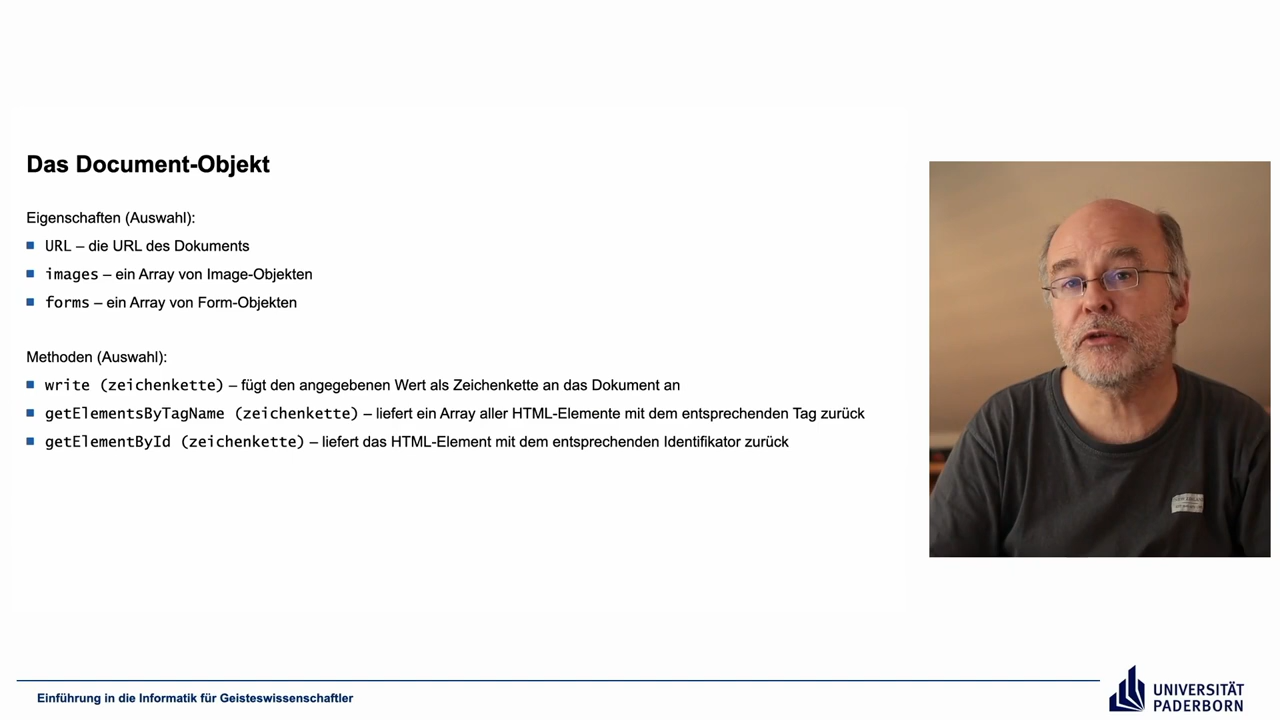 Das Document-Objekt
Eigenschaften (Auswahl):
URL – die URL des Dokuments
images – ein Array von Image-Objekten
forms – ein Array von Form-Objekten
Methoden (Auswahl):
write (zeichenkette) – fügt den angegebenen Wert als Zeichenkette an das Dokument an
getElementsByTagName (zeichenkette) – liefert ein Array aller HTML-Elemente mit dem entsprechenden Tag zurück
getElementById (zeichenkette) – liefert das HTML-Element mit dem entsprechenden Identifikator zurück
Einführung in die Informatik für Geisteswissenschaftler
UNIVERSITÄT
PADERBORN